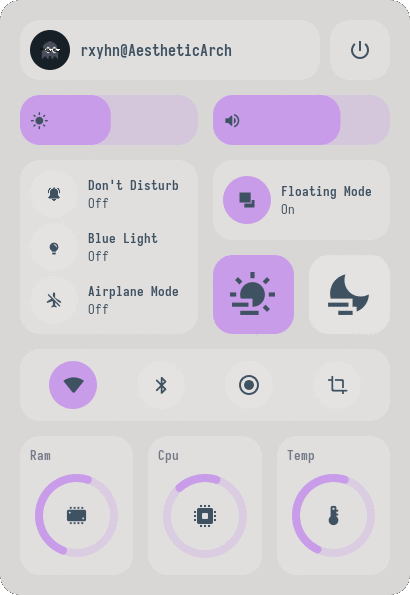 rxyhn@AestheticArch
Don't Disturb
Off
Blue Light
Off
Airplane Mode
Off
Floating Mode
On
Ram
Cpu
Temp